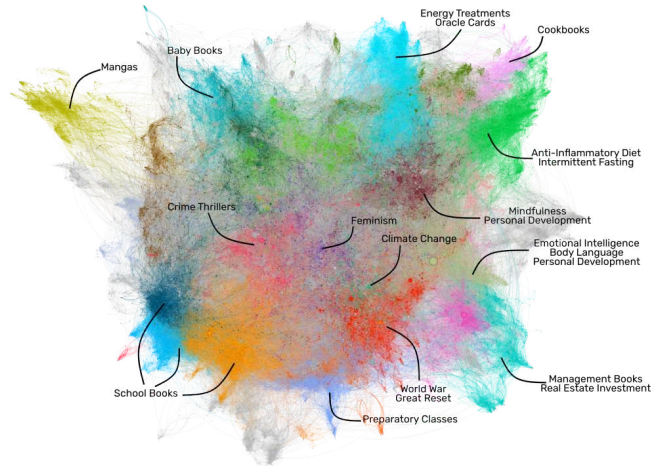 Energy Treatments
Oracle Cards
Cookbooks
Baby Books
Mangas
Anti-Inflammatory Diet
Intermittent Fasting
Crime Thrillers
Mindfulness
Personal Development
Feminism
Climate Change
Emotional Intelligence
Body Language
Personal Development
School Books
World War
Great Reset
Management Books
Real Estate Investment
Preparatory Classes